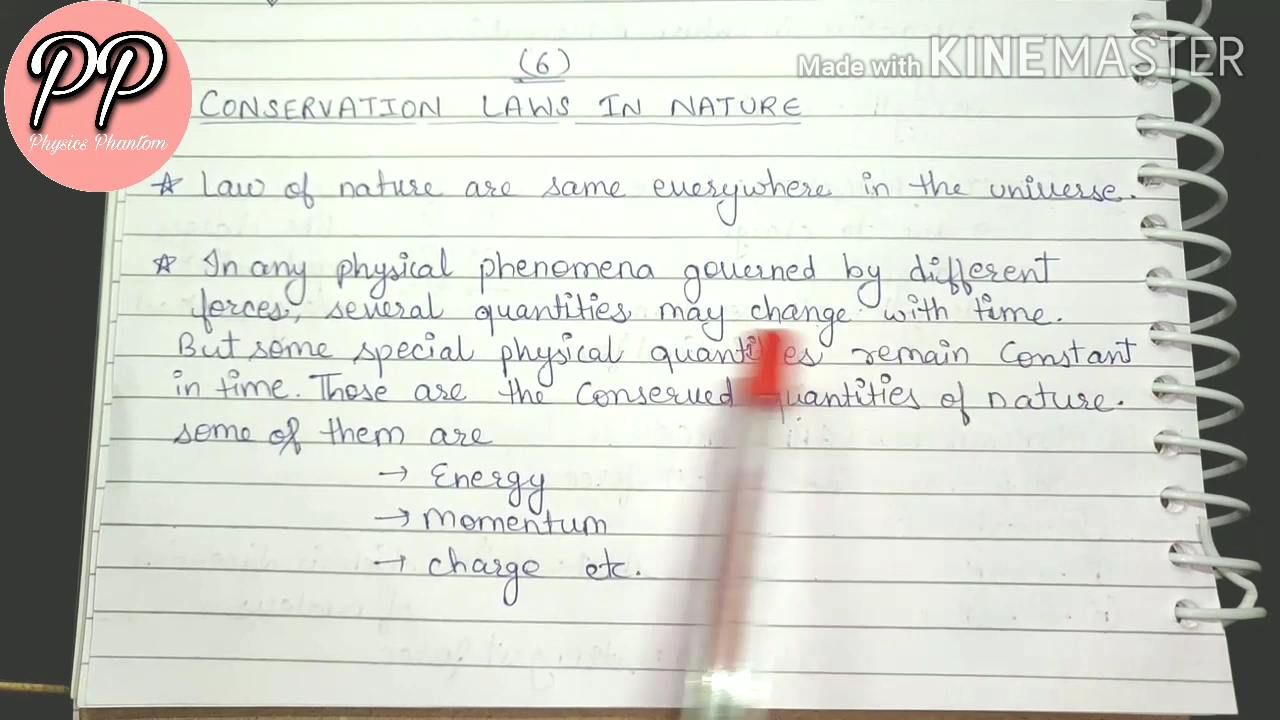 PP
Physics Phantom
Made with KINEMASTER
(6)
CONSERVATION LAWS IN NATURE
☆ Law of nature are same everywhere in the universe.
☆ In any physical phenomena governed by different
forces, several quantities may change with time.
But some special physical quantities remain constant
in time. Those are the conserved quantities of nature.
some of them are
→ Energy
→ Momentum
→ charge etc.